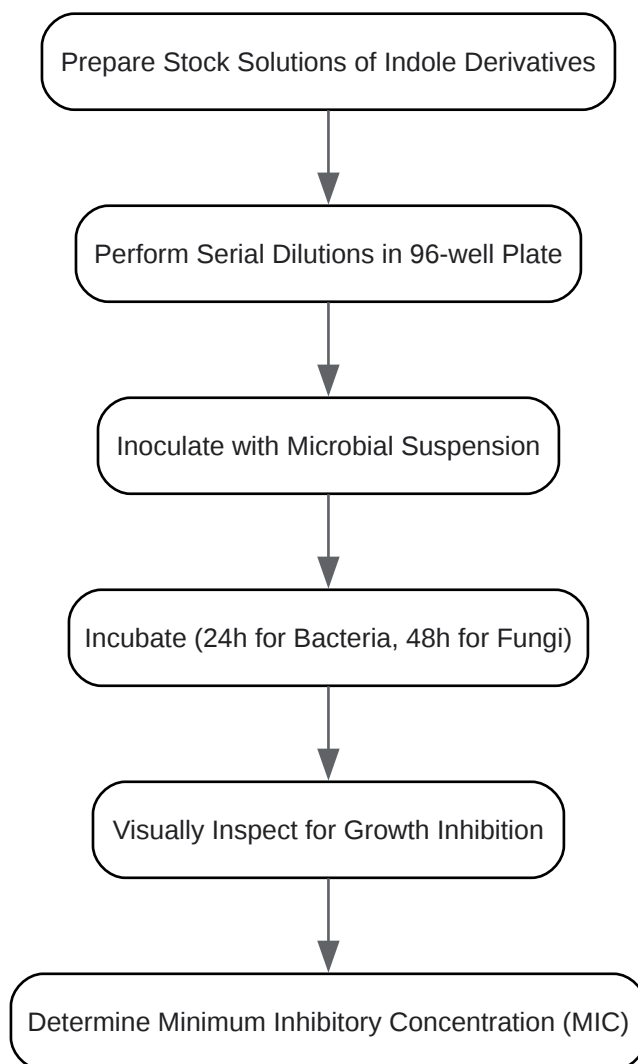 Prepare Stock Solutions of Indole Derivatives
Perform Serial Dilutions in 96-well Plate
Inoculate with Microbial Suspension
Incubate (24h for Bacteria, 48h for Fungi)
Visually Inspect for Growth Inhibition
Determine Minimum Inhibitory Concentration (MIC)